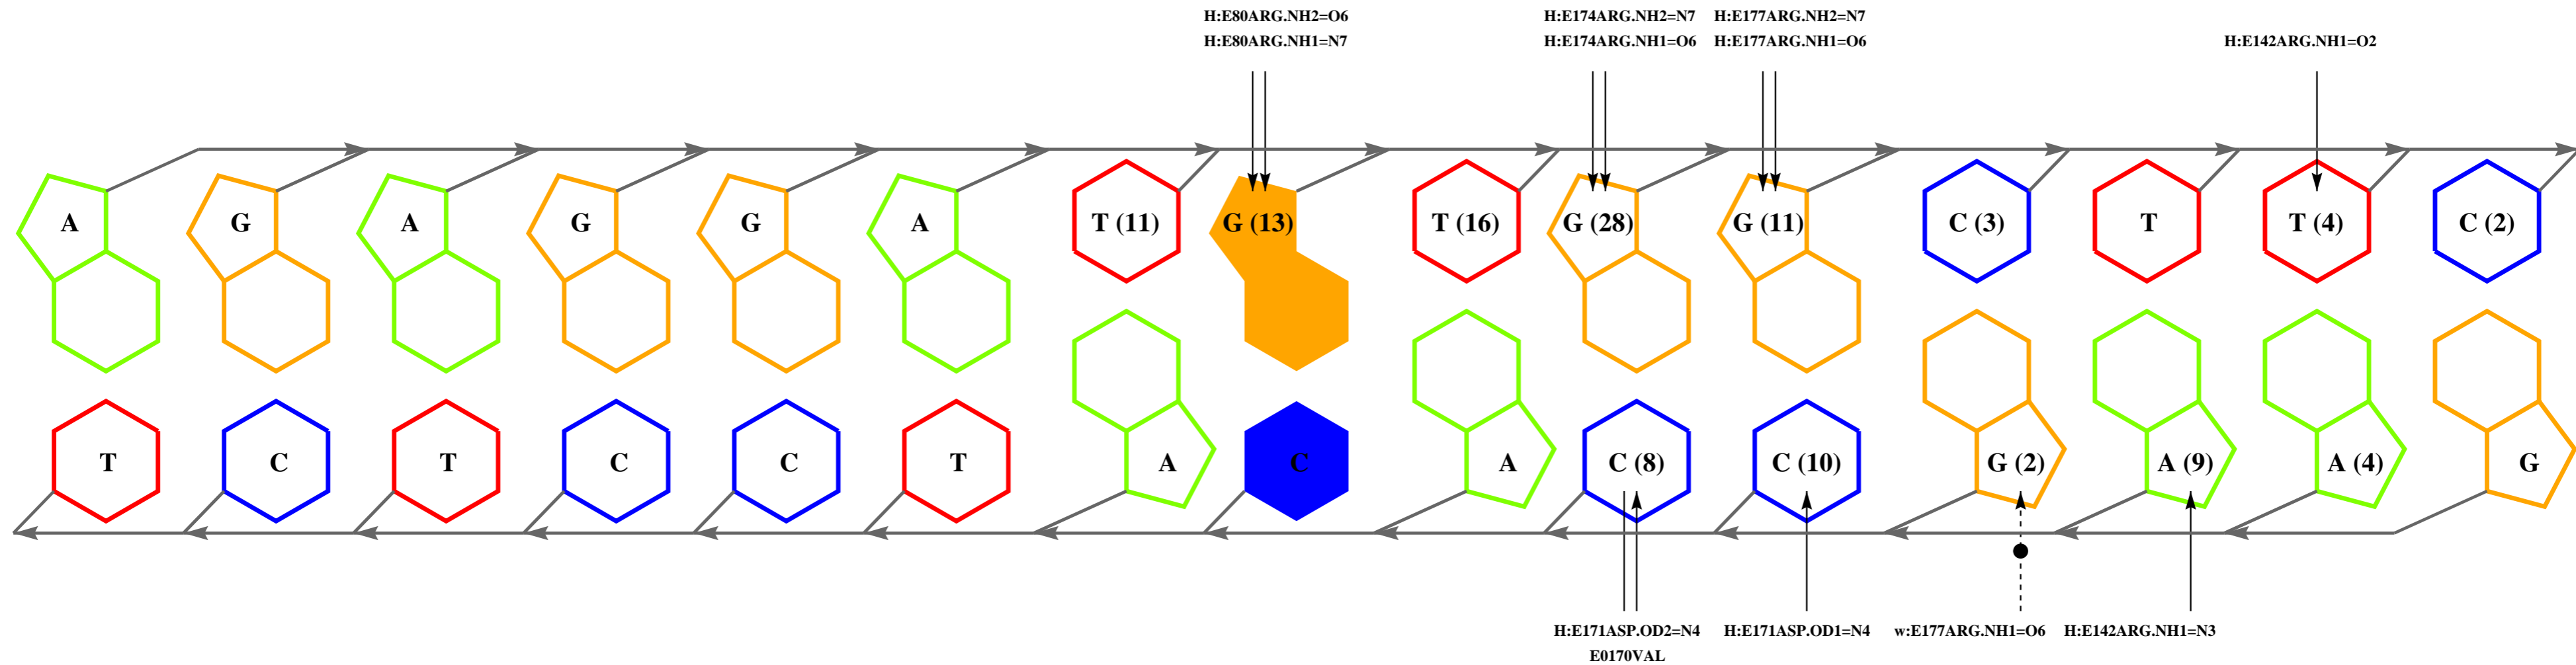 H:E80ARG.NH2=O6 H:E174ARG.NH2=N7 H:E177ARG.NH2=N7
H:E80ARG.NH1=N7 H:E174ARG.NH1=O6 H:E177ARG.NH1=O6 H:E142ARG.NH1=O2
A G A G G A T (11) G (13) T (16) G (28) G (11) C (3) T T (4) C (2)
T C T C C T A C A C (8) C (10) G (2) A (9) A (4) G
H:E171ASP.OD2=N4 H:E171ASP.OD1=N4 w:E177ARG.NH1=O6 H:E142ARG.NH1=N3
E0170VAL